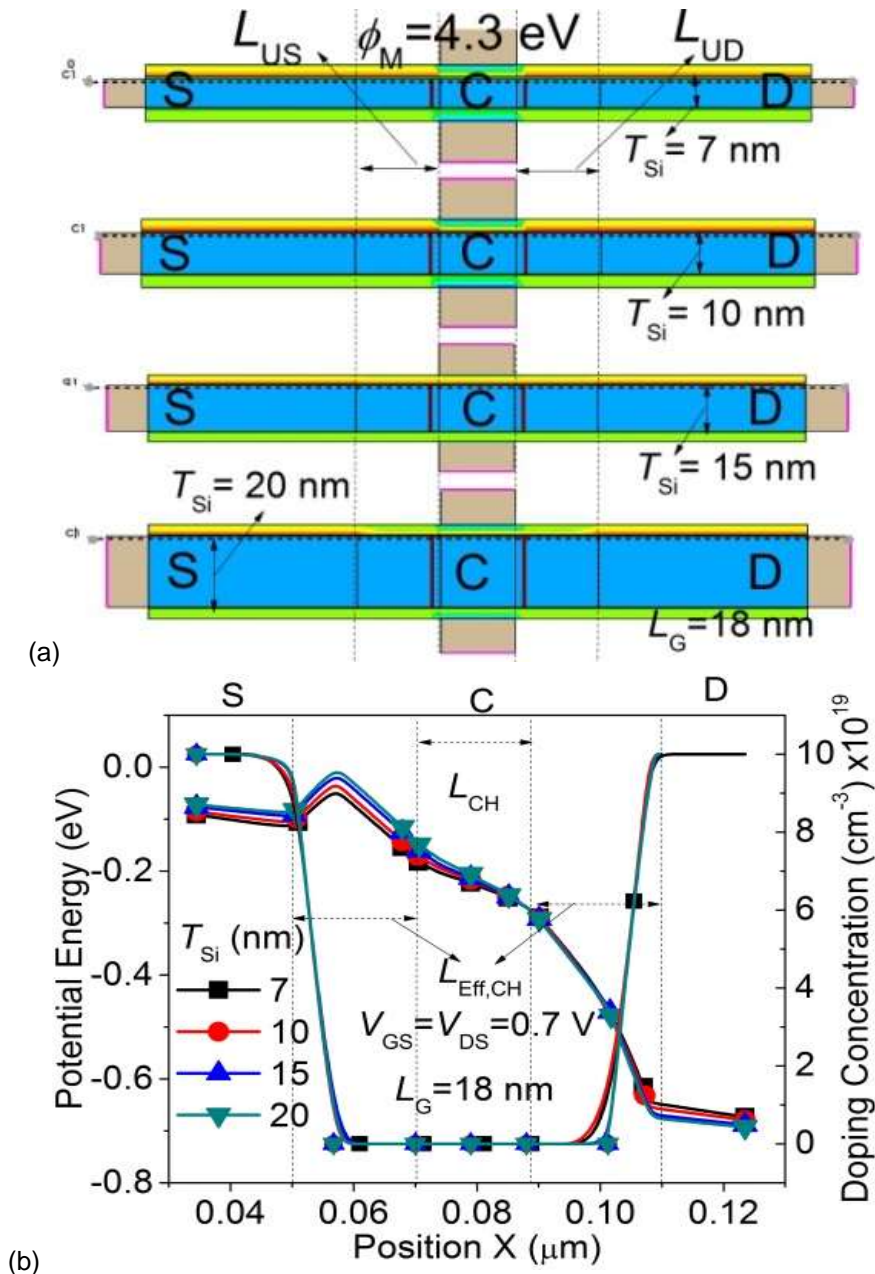 L_US ϕ_M=4.3 eV L_UD
S C D
T_Si= 7 nm
C1
S C D
T_Si= 10 nm
S C D
T_Si= 20 nm T_Si= 15 nm
S C D
L_G=18 nm
(a)
S C D
Potential Energy (eV)
0.0
-0.2
-0.4
-0.6
-0.8
L_CH
L_Eff,CH
T_Si (nm)
7
10
15
20
V_GS=V_DS=0.7 V
L_G=18 nm
10
8
6
4
2
0
Doping Concentration (cm⁻³) x10¹⁹
0.04 0.06 0.08 0.10 0.12
Position X (μm)
(b)